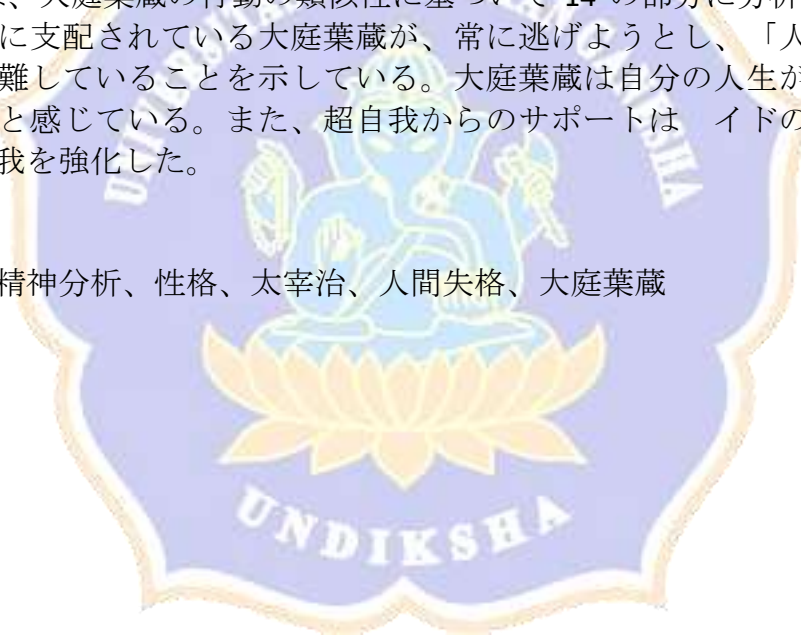 、大庭葉蔵の行動の類似性に基づいて 14 の部分に分析
に支配されている大庭葉蔵が、常に逃げようとし、「人
難していることを示している。大庭葉蔵は自分の人生が
と感じている。また、超自我からのサポートは　イドの
我を強化した。
精神分析、性格、太宰治、人間失格、大庭葉蔵
UNDIKSHA